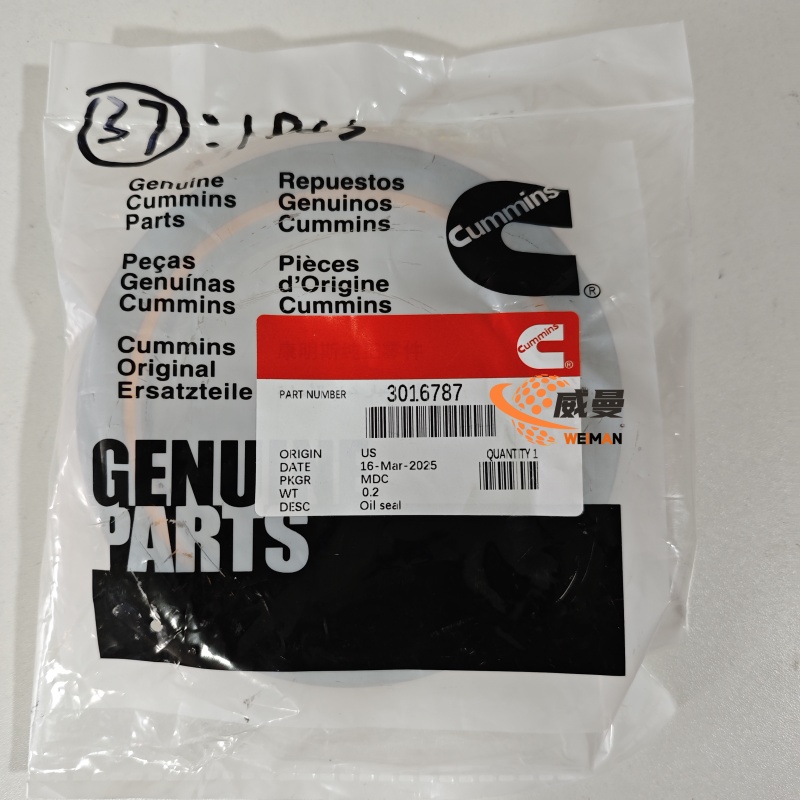 37 : 1 Pcs
Genuine
Cummins
Parts
Repuestos
Genuinos
Cummins
Cummins
®
Peças
Genuínas
Cummins
Pièces
d'Origine
Cummins
Cummins
Original
Ersatzteile
Cummins
®
PART NUMBER 3016787
威曼
©
WEMAN
ORIGIN US
DATE 16-Mar-2025
PKGR MDC
WT 0.2
DESC Oil seal
QUANTITY 1
GENU
PARTS